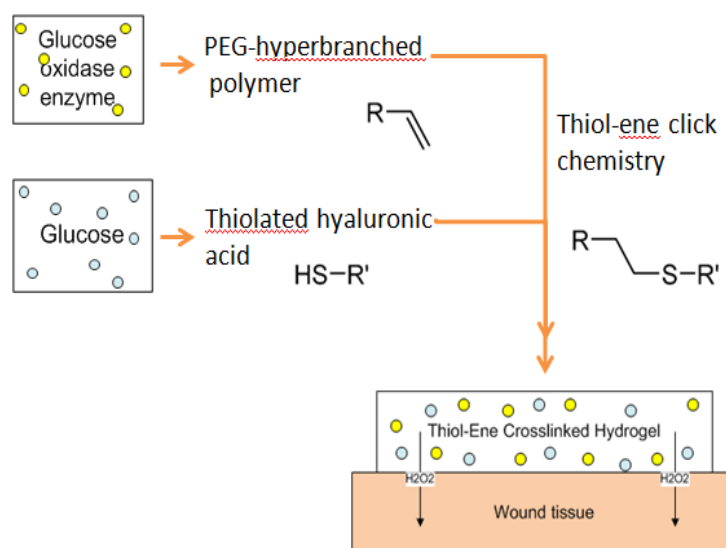 Glucose
oxidase
enzyme
PEG-hyperbranched
polymer
R
Thiol-ene click
chemistry
Glucose
Thiolated hyaluronic
acid
HS-R'
R
S-R'
Thiol-Ene Crosslinked Hydrogel
H2O2
H2O2
Wound tissue